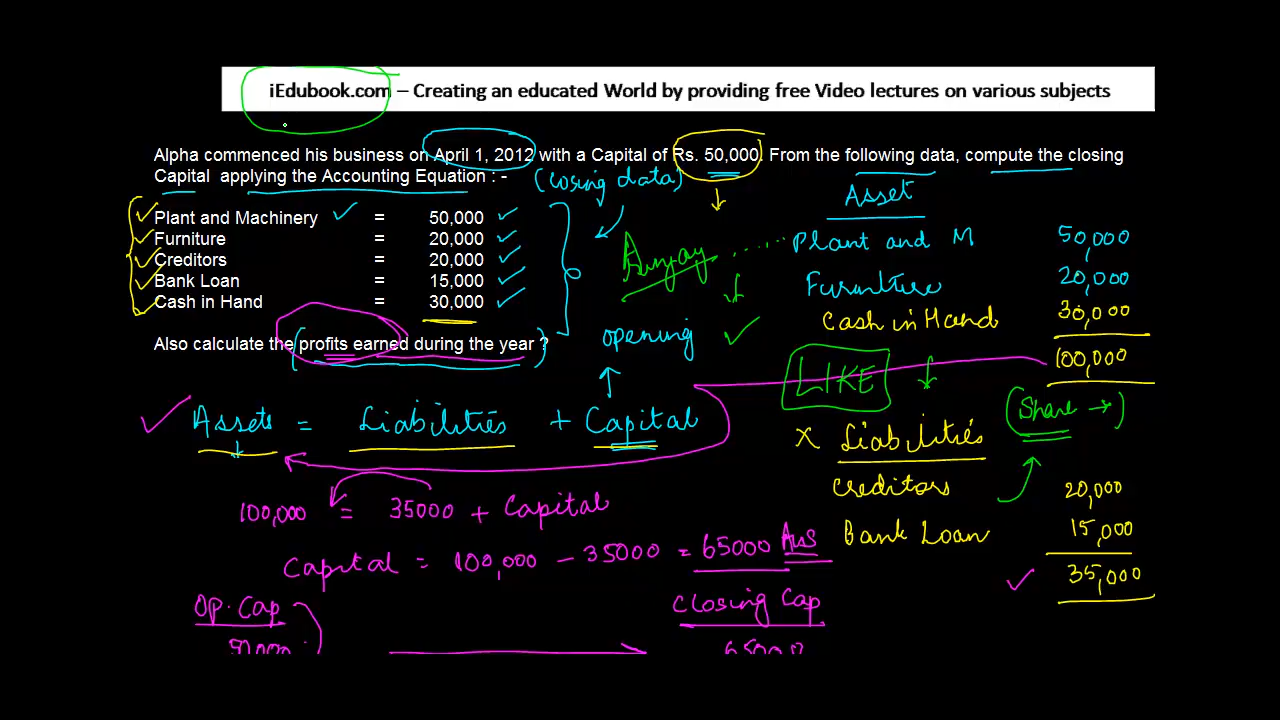 iEdubook.com – Creating an educated World by providing free Video lectures on various subjects
Alpha commenced his business on April 1, 2012 with a Capital of Rs. 50,000. From the following data, compute the closing
Capital applying the Accounting Equation : -
(closing data)
Asset
Plant and Machinery = 50,000
Furniture = 20,000
Creditors = 20,000
Bank Loan = 15,000
Cash in Hand = 30,000
Also calculate the (profits earned during the year) ?
opening
Plant and M 50,000
Furniture 20,000
Cash in Hand 30,000
100,000
LIKE
Share →
Assets = Liabilities + Capital
X Liabilities
Creditors 20,000
Bank Loan 15,000
35,000
100,000 = 35000 + Capital
Capital = 100,000 – 35000 = 65000 Ans
Op. Cap
50,000
Closing Cap
65000